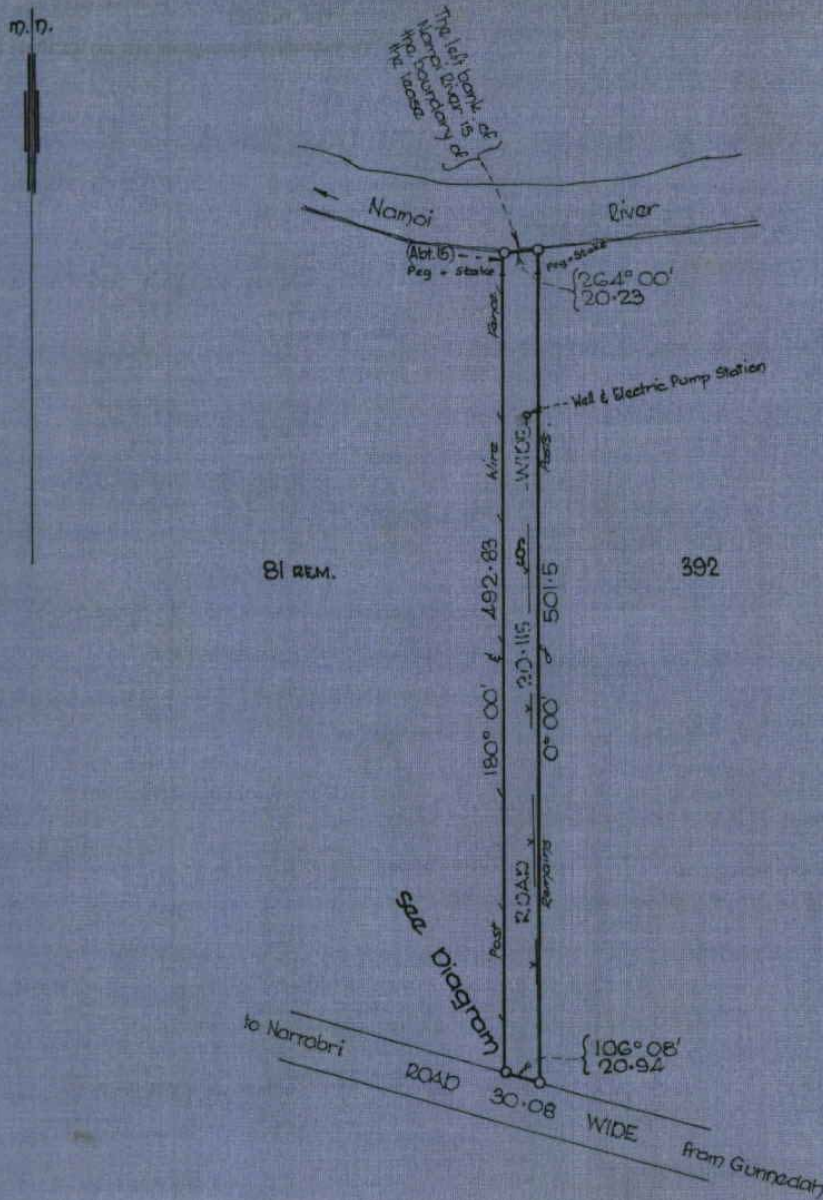 m.n.
The left bank of
Namoi River is
the boundary of
the lease
Namoi River
(Abt.15)
Peg + Stake
Peg + Stake
264° 00'
20·23
Well & Electric Pump Station
81 REM.
392
Post & Wire Fence
180° 00' 492·83
ROAD 20·115 WIDE
0° 00' 501·5
Remains of Posts.
See Diagram
to Narrabri
106° 08'
20·94
ROAD 30·08 WIDE
From Gunnedah